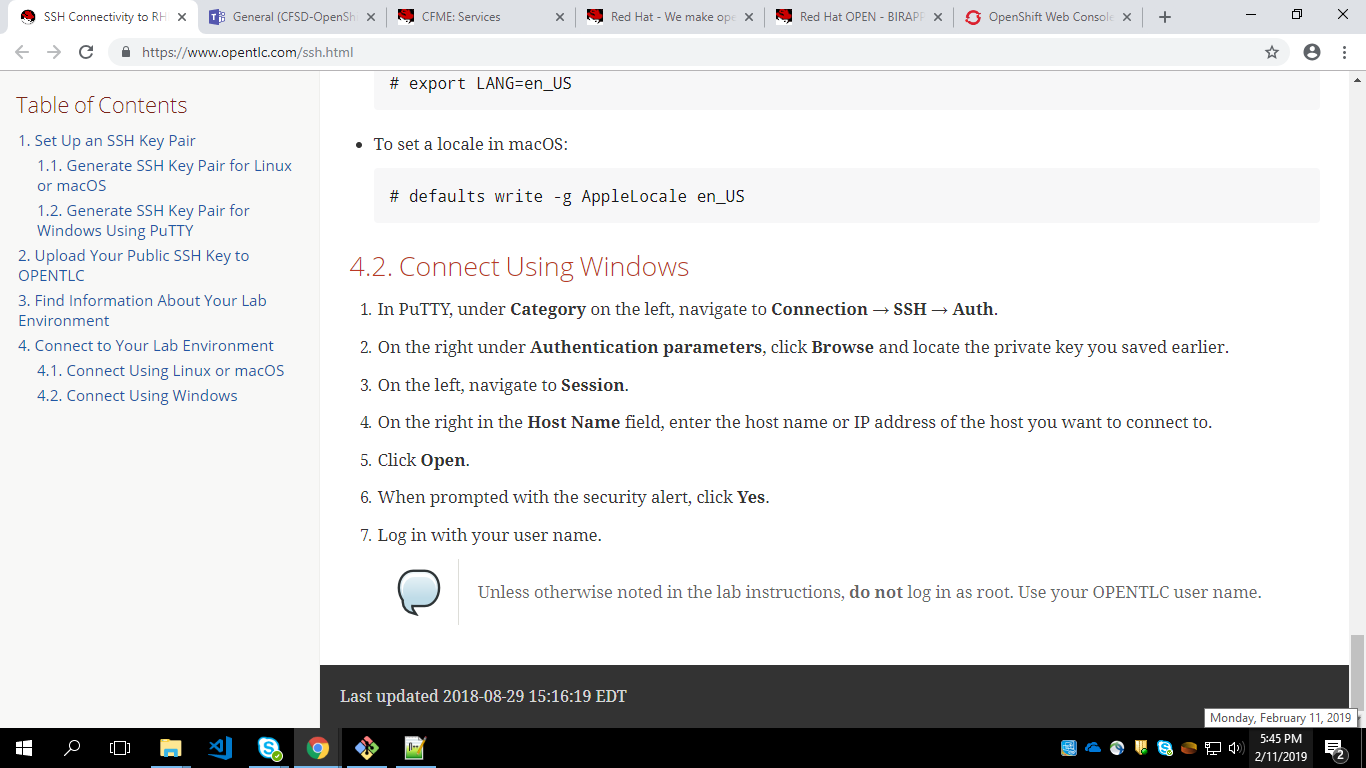 SSH Connectivity to RH
General (CFSD-OpenShi
CFME: Services
Red Hat - We make ope
Red Hat OPEN - BIRAPP
OpenShift Web Console
https://www.opentlc.com/ssh.html
Table of Contents
1. Set Up an SSH Key Pair
1.1. Generate SSH Key Pair for Linux
or macOS
1.2. Generate SSH Key Pair for
Windows Using PuTTY
2. Upload Your Public SSH Key to
OPENTLC
3. Find Information About Your Lab
Environment
4. Connect to Your Lab Environment
4.1. Connect Using Linux or macOS
4.2. Connect Using Windows
# export LANG=en_US
• To set a locale in macOS:
# defaults write -g AppleLocale en_US
4.2. Connect Using Windows
1. In PuTTY, under Category on the left, navigate to Connection → SSH → Auth.
2. On the right under Authentication parameters, click Browse and locate the private key you saved earlier.
3. On the left, navigate to Session.
4. On the right in the Host Name field, enter the host name or IP address of the host you want to connect to.
5. Click Open.
6. When prompted with the security alert, click Yes.
7. Log in with your user name.
Unless otherwise noted in the lab instructions, do not log in as root. Use your OPENTLC user name.
Last updated 2018-08-29 15:16:19 EDT
Monday, February 11, 2019
5:45 PM
2/11/2019
2